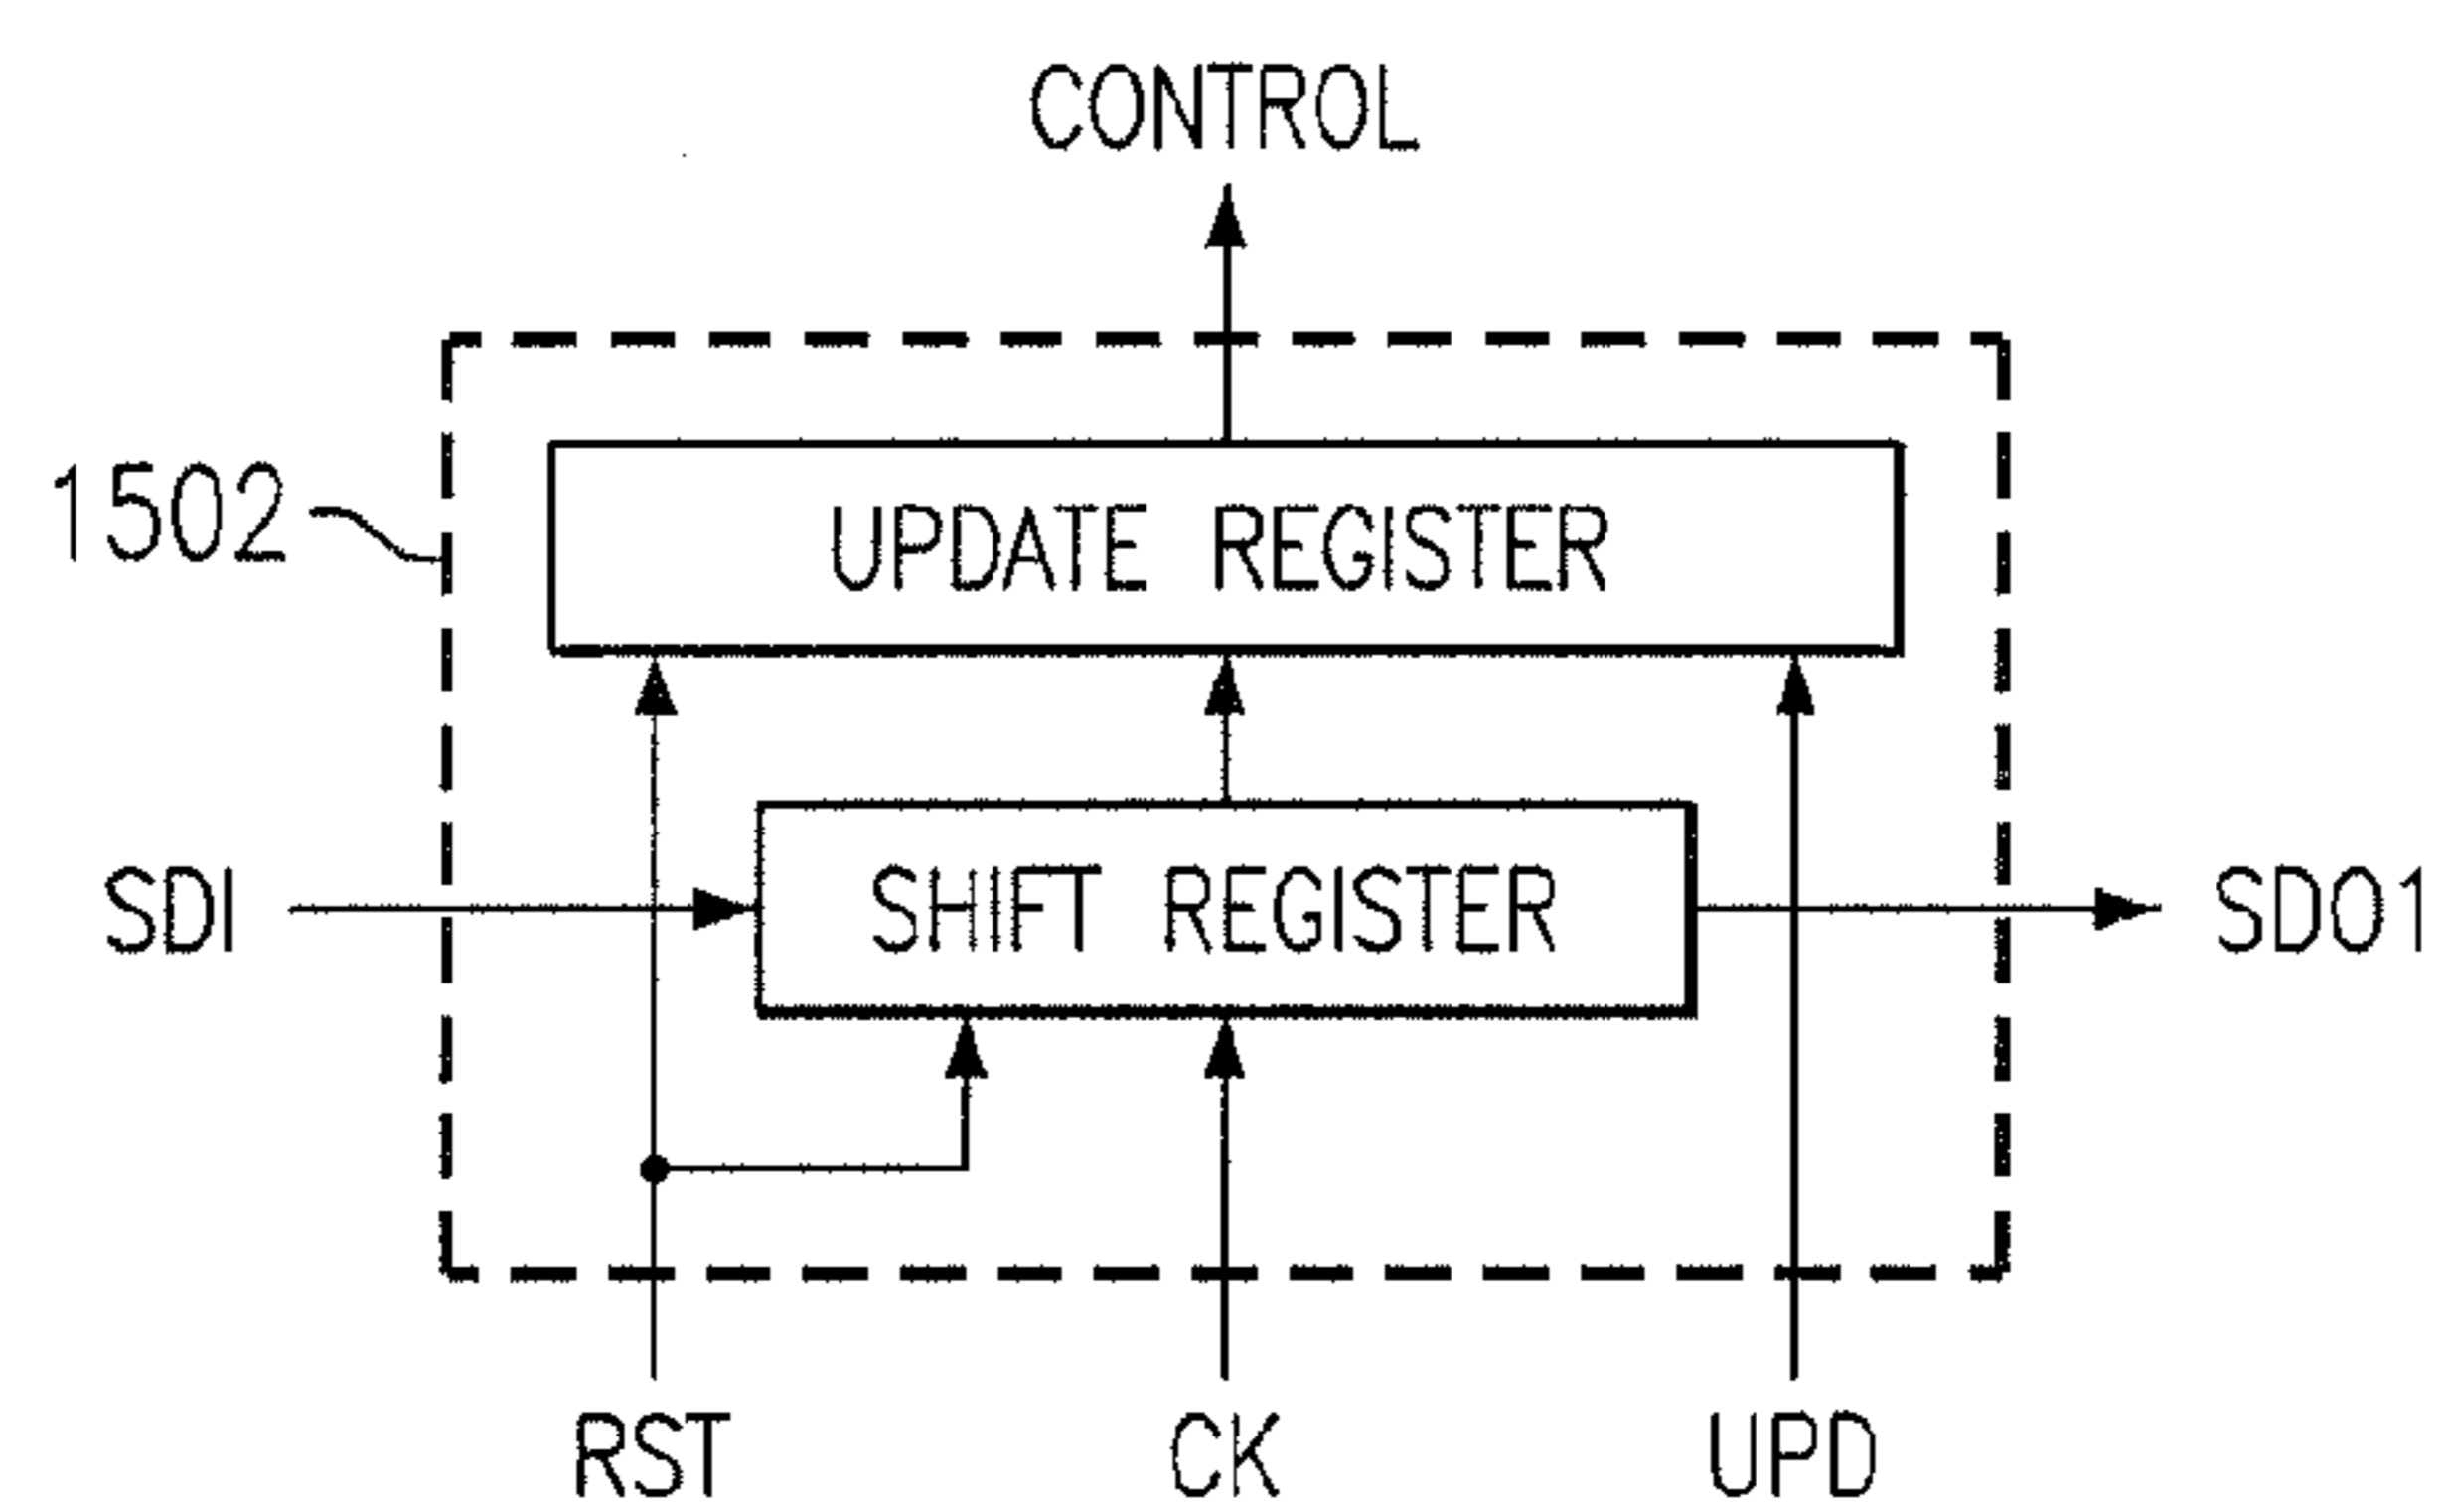 CONTROL
1502
UPDATE REGISTER
SDI
SHIFT REGISTER
SDO1
RST
CK
UPD